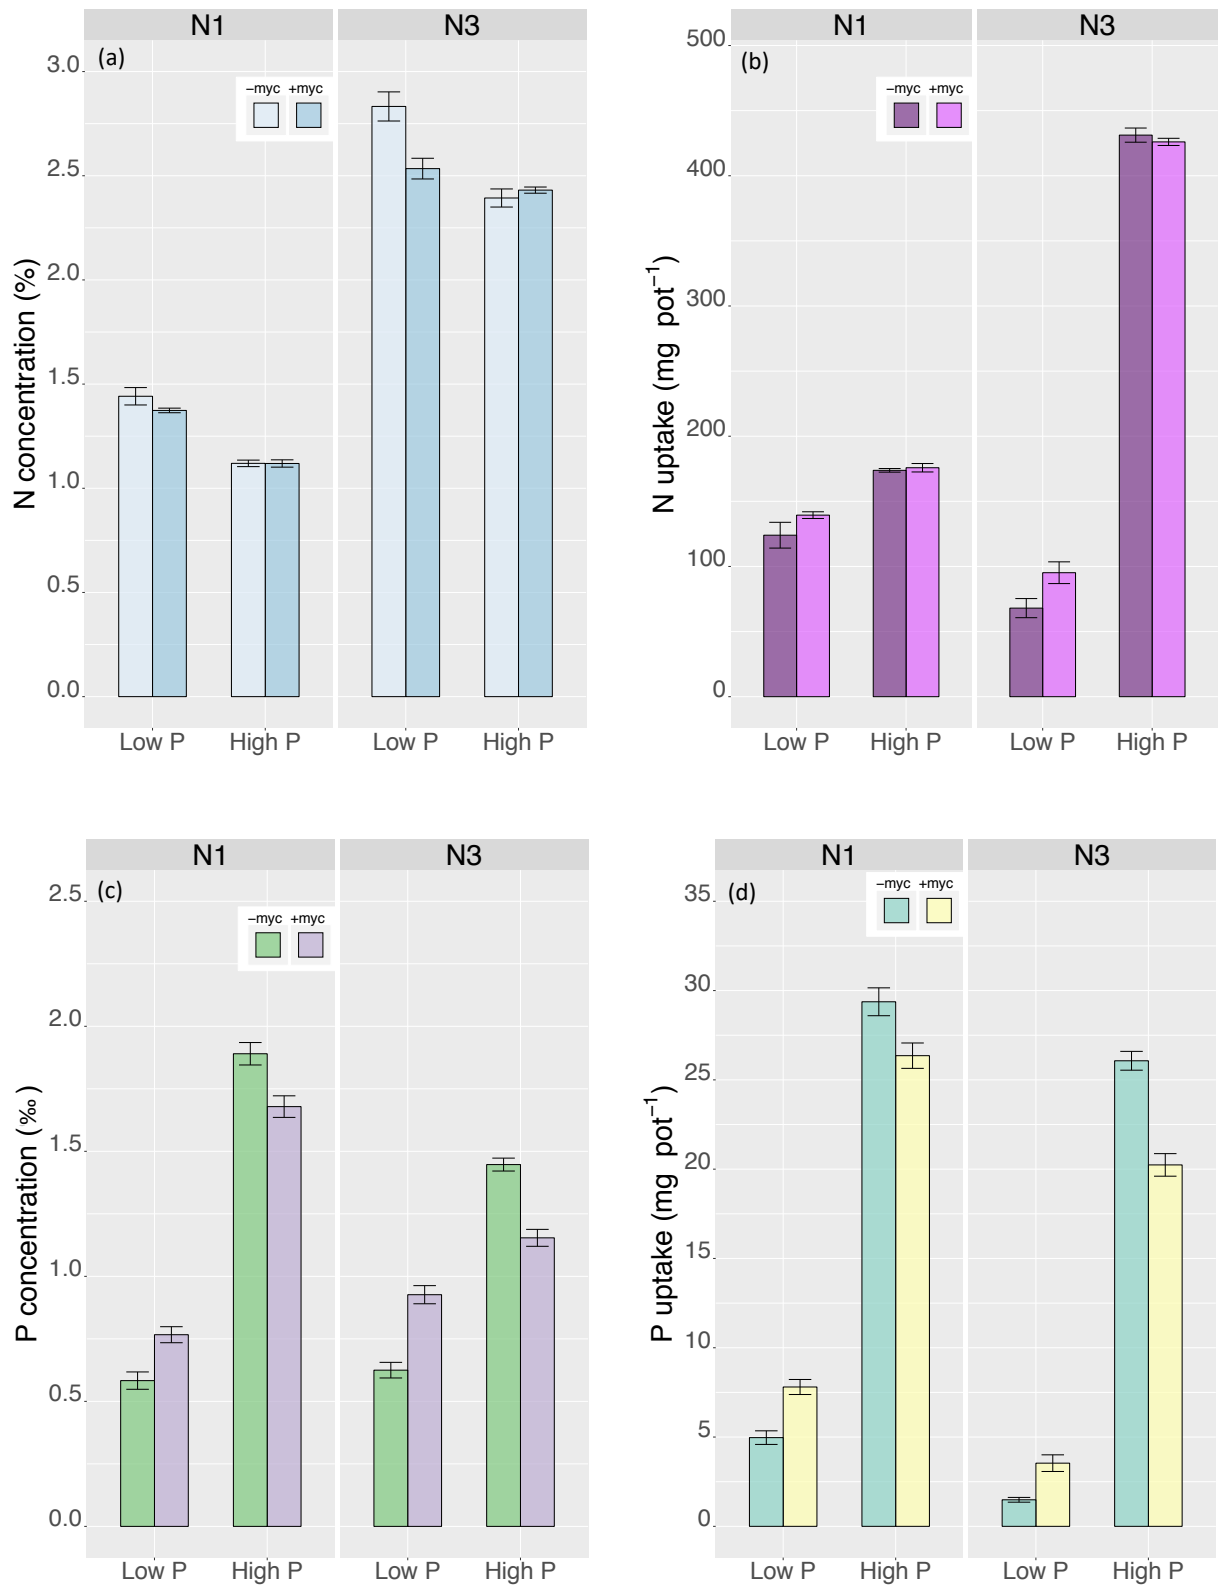 N1 N3
(a)
−myc +myc
3.0
2.5
2.0
1.5
1.0
0.5
0.0
N concentration (%)
Low P High P Low P High P
N1 N3
(b)
−myc +myc
500
400
300
200
100
0
N uptake (mg pot⁻¹)
Low P High P Low P High P
N1 N3
(c)
−myc +myc
2.5
2.0
1.5
1.0
0.5
0.0
P concentration (‰)
Low P High P Low P High P
N1 N3
(d)
−myc +myc
35
30
25
20
15
10
5
0
P uptake (mg pot⁻¹)
Low P High P Low P High P